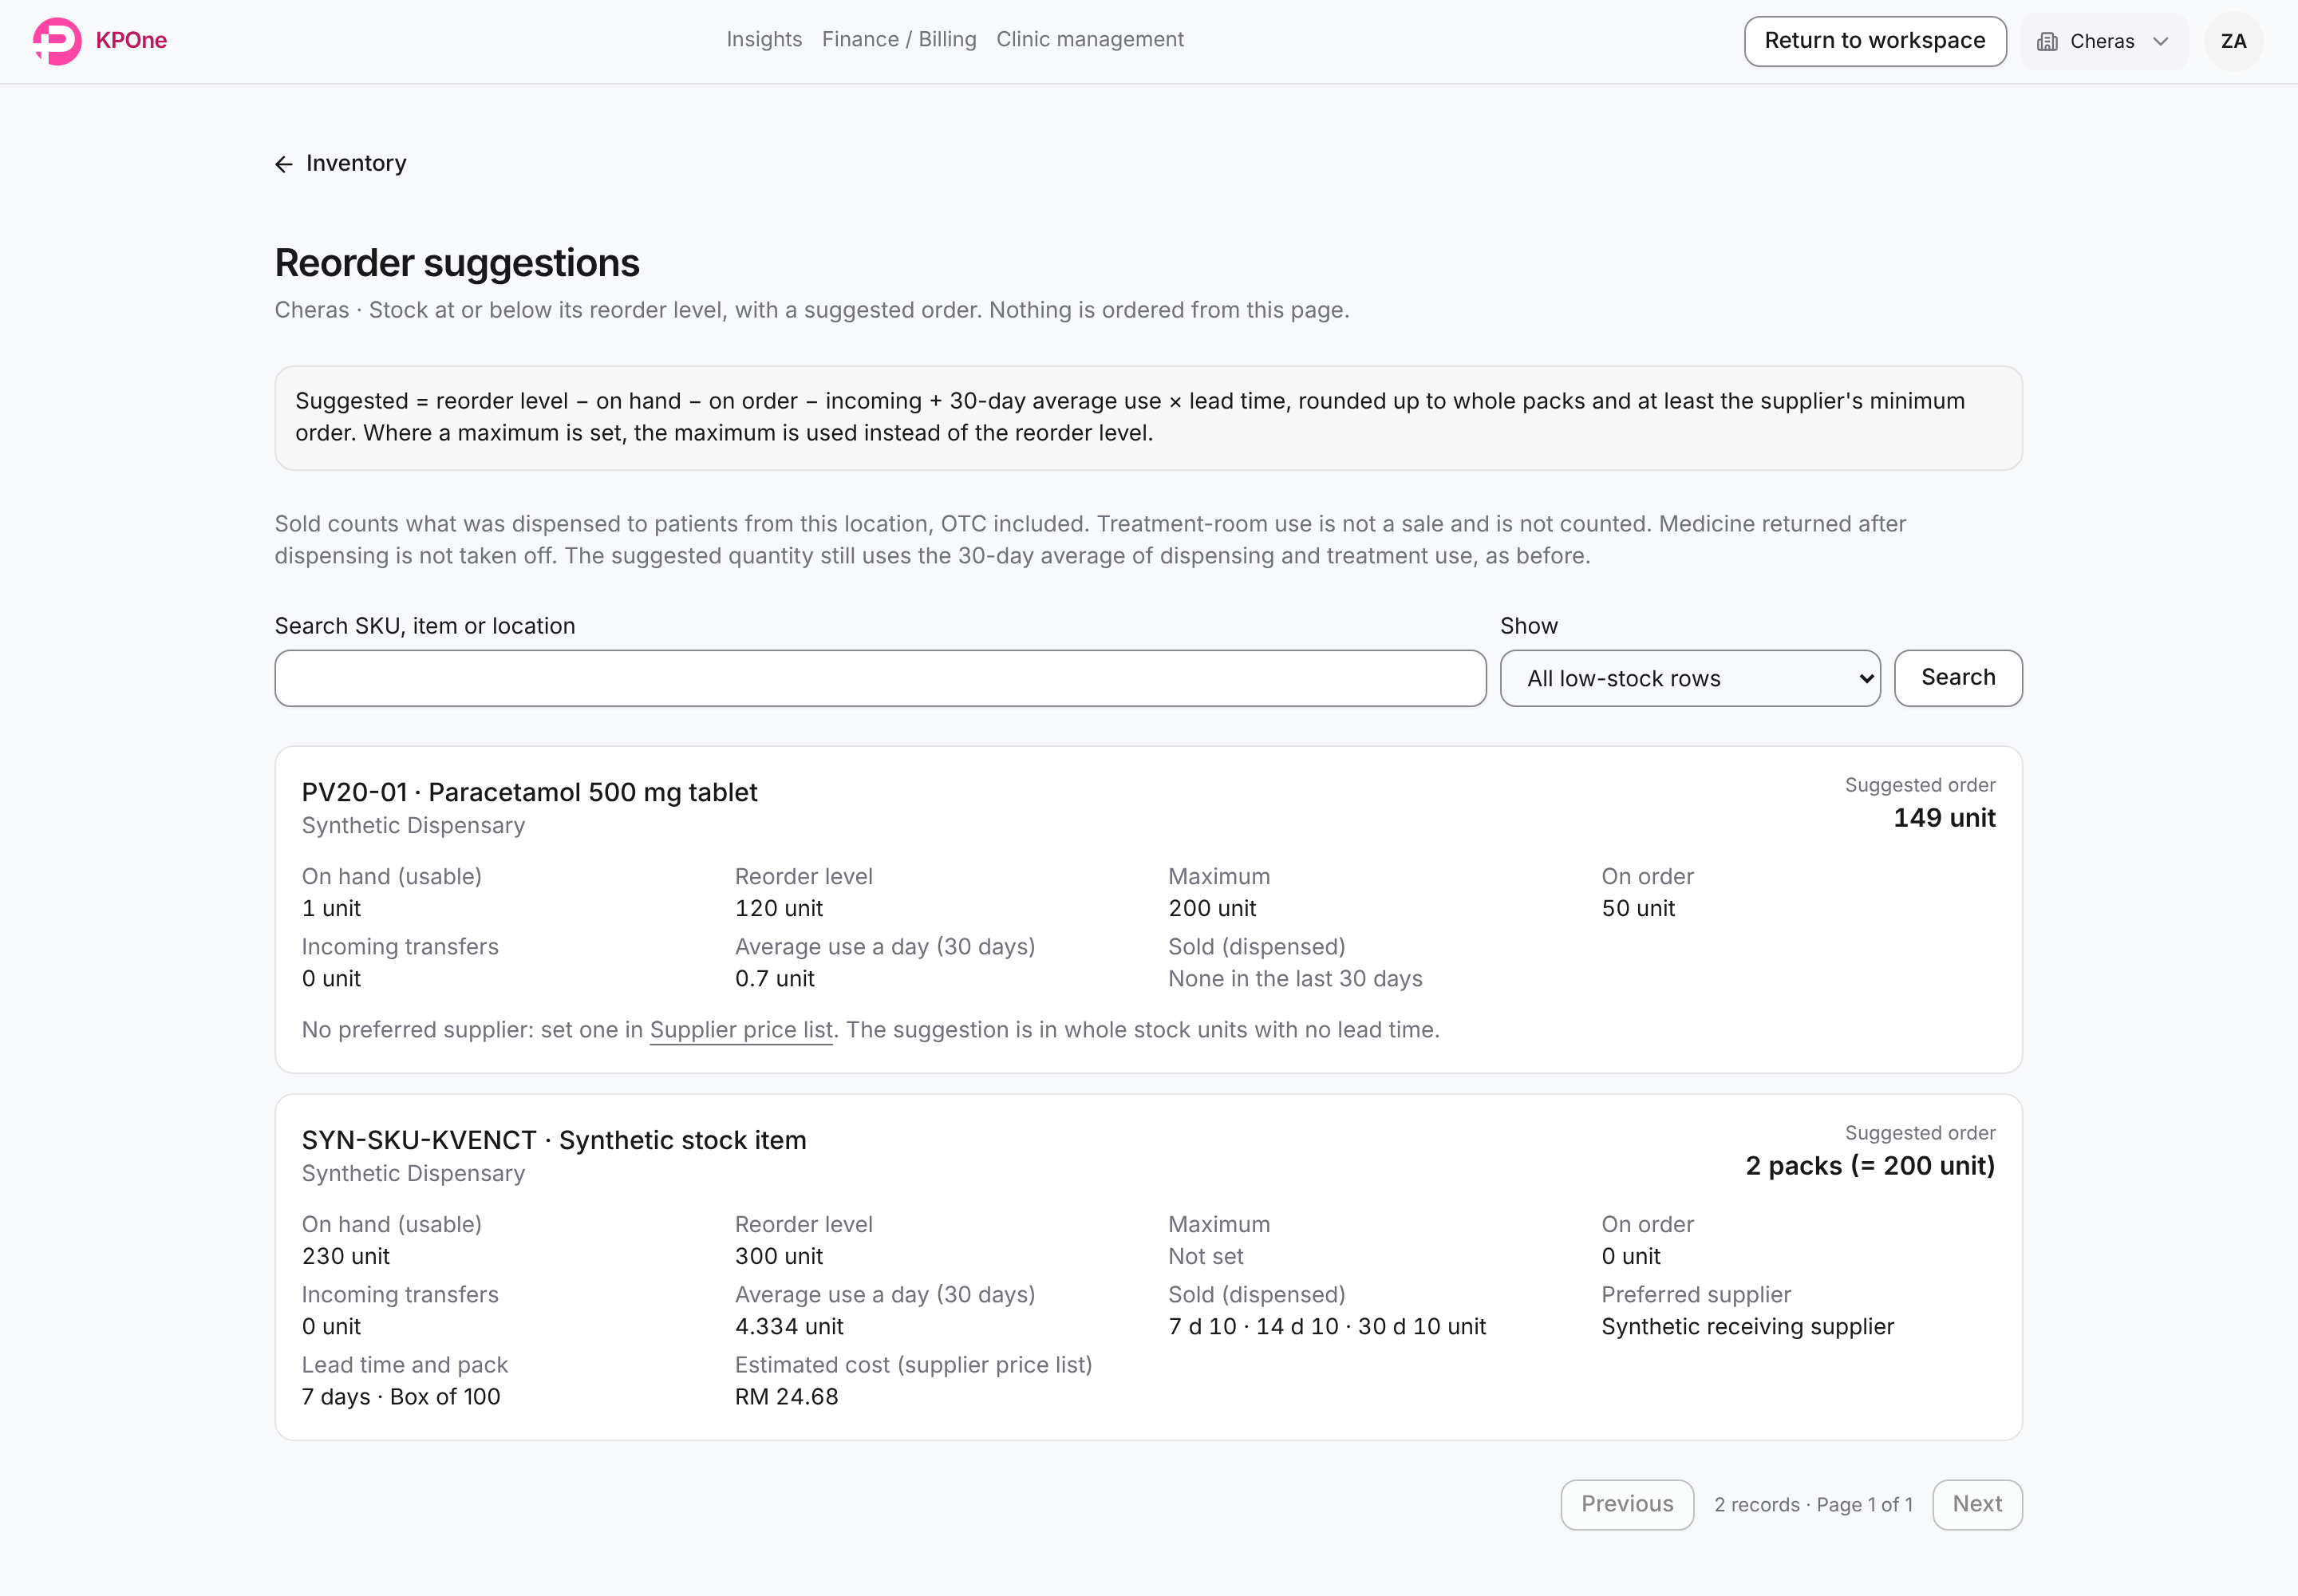 KPOne
Insights Finance / Billing Clinic management
Return to workspace
Cheras
ZA
← Inventory
Reorder suggestions
Cheras · Stock at or below its reorder level, with a suggested order. Nothing is ordered from this page.
Suggested = reorder level − on hand − on order − incoming + 30-day average use × lead time, rounded up to whole packs and at least the supplier's minimum
order. Where a maximum is set, the maximum is used instead of the reorder level.
Sold counts what was dispensed to patients from this location, OTC included. Treatment-room use is not a sale and is not counted. Medicine returned after
dispensing is not taken off. The suggested quantity still uses the 30-day average of dispensing and treatment use, as before.
Search SKU, item or location
Show
All low-stock rows
Search
PV20-01 · Paracetamol 500 mg tablet
Synthetic Dispensary
Suggested order
149 unit
On hand (usable)
1 unit
Reorder level
120 unit
Maximum
200 unit
On order
50 unit
Incoming transfers
0 unit
Average use a day (30 days)
0.7 unit
Sold (dispensed)
None in the last 30 days
No preferred supplier: set one in Supplier price list. The suggestion is in whole stock units with no lead time.
SYN-SKU-KVENCT · Synthetic stock item
Synthetic Dispensary
Suggested order
2 packs (= 200 unit)
On hand (usable)
230 unit
Reorder level
300 unit
Maximum
Not set
On order
0 unit
Incoming transfers
0 unit
Average use a day (30 days)
4.334 unit
Sold (dispensed)
7 d 10 · 14 d 10 · 30 d 10 unit
Preferred supplier
Synthetic receiving supplier
Lead time and pack
7 days · Box of 100
Estimated cost (supplier price list)
RM 24.68
Previous
2 records · Page 1 of 1
Next